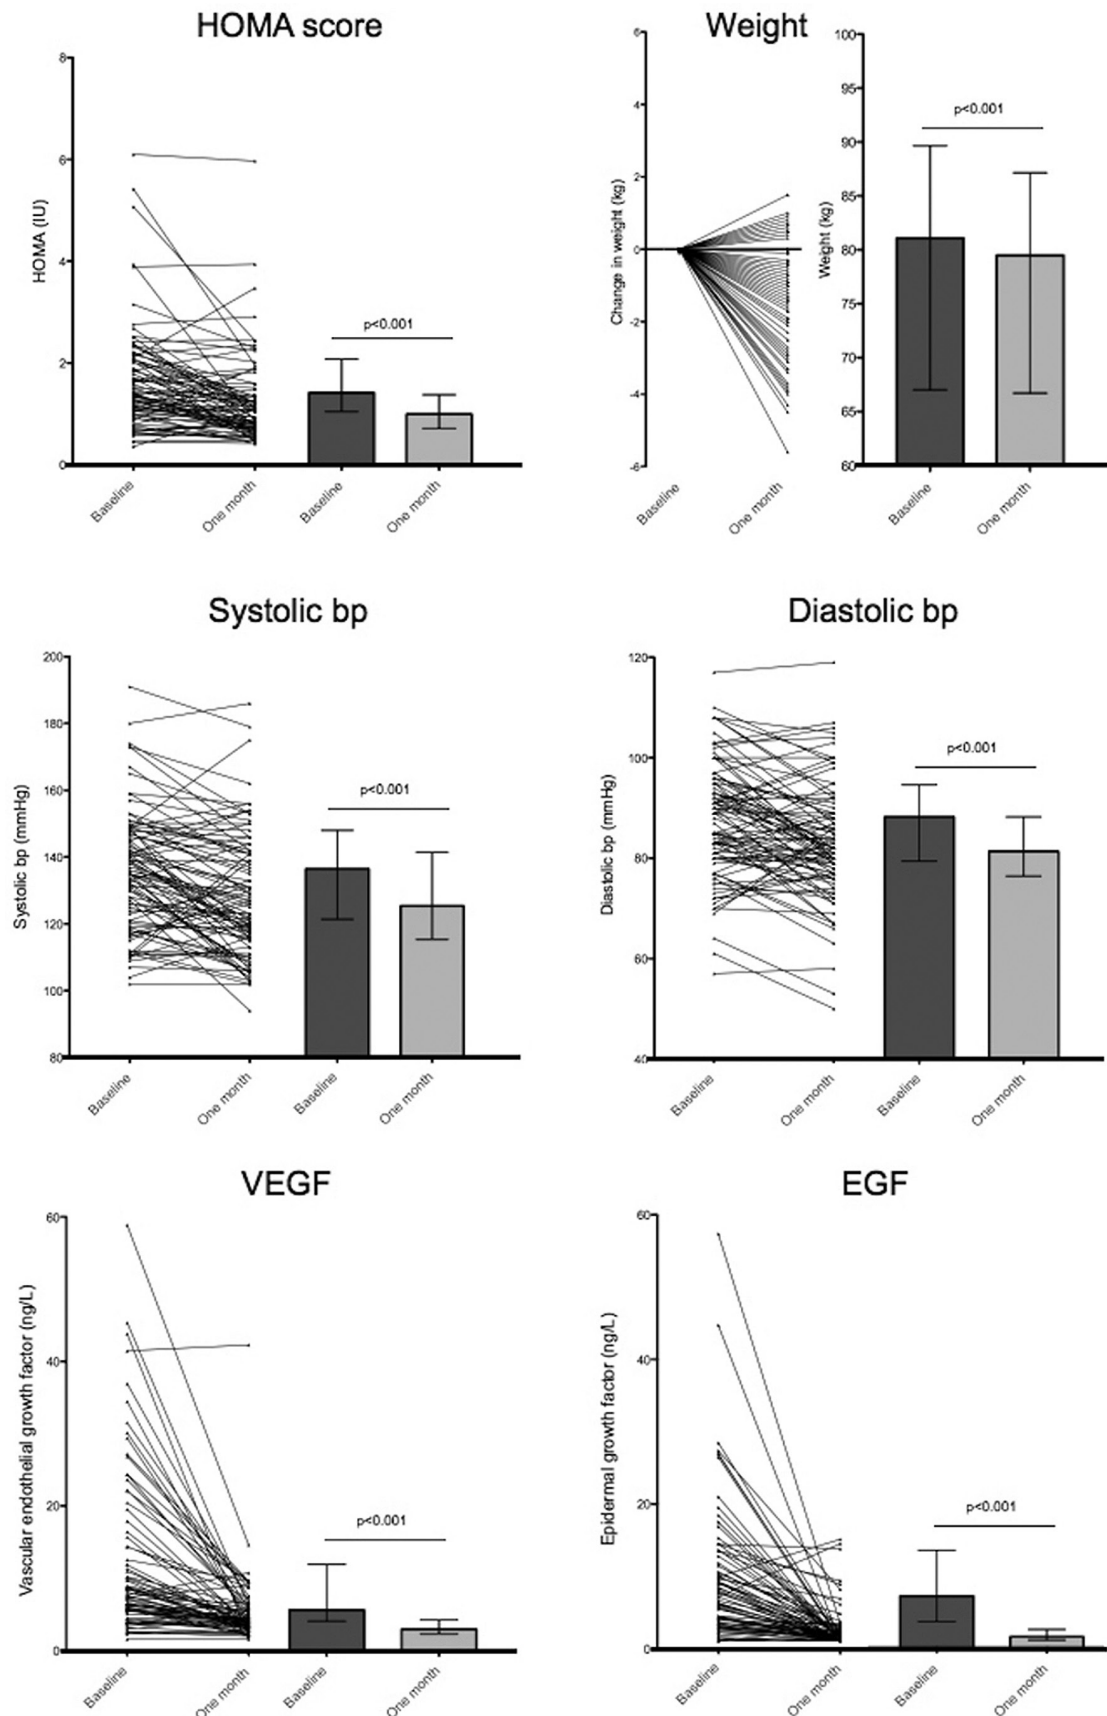 HOMA score
HOMA (IU)
8
6
4
2
0
p<0.001
Baseline
One month
Baseline
One month
Weight
Change in weight (kg)
6
4
2
0
-2
-4
-6
Baseline
One month
Weight (kg)
100
95
90
85
80
75
70
65
60
p<0.001
Baseline
One month
Systolic bp
Systolic bp (mmHg)
200
180
160
140
120
100
80
p<0.001
Baseline
One month
Baseline
One month
Diastolic bp
Diastolic bp (mmHg)
120
100
80
60
40
p<0.001
Baseline
One month
Baseline
One month
VEGF
Vascular endothelial growth factor (ng/L)
60
40
20
0
p<0.001
Baseline
One month
Baseline
One month
EGF
Epidermal growth factor (ng/L)
60
40
20
0
p<0.001
Baseline
One month
Baseline
One month